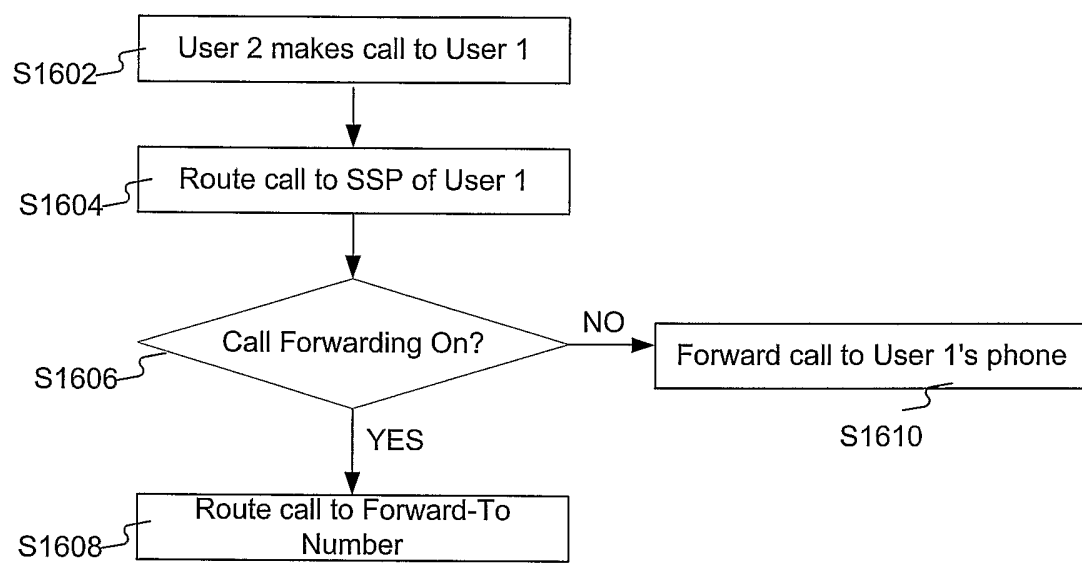 User 2 makes call to User 1
S1602
Route call to SSP of User 1
S1604
Call Forwarding On?
NO
Forward call to User 1's phone
S1606
S1610
YES
Route call to Forward-To
Number
S1608